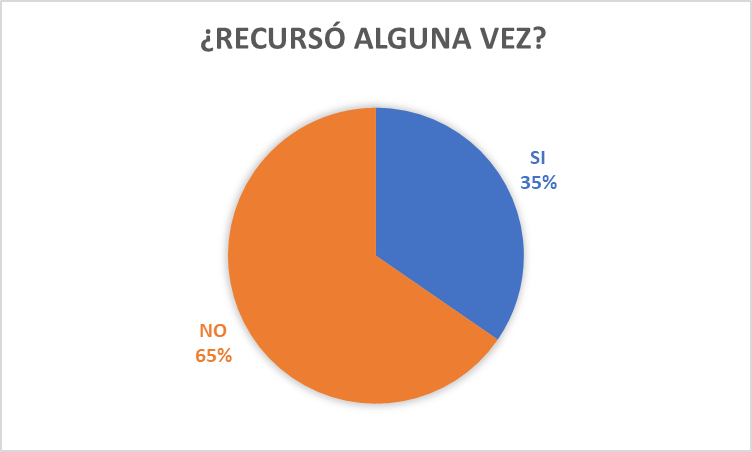 ¿RECURSÓ ALGUNA VEZ?
SI
35%
NO
65%